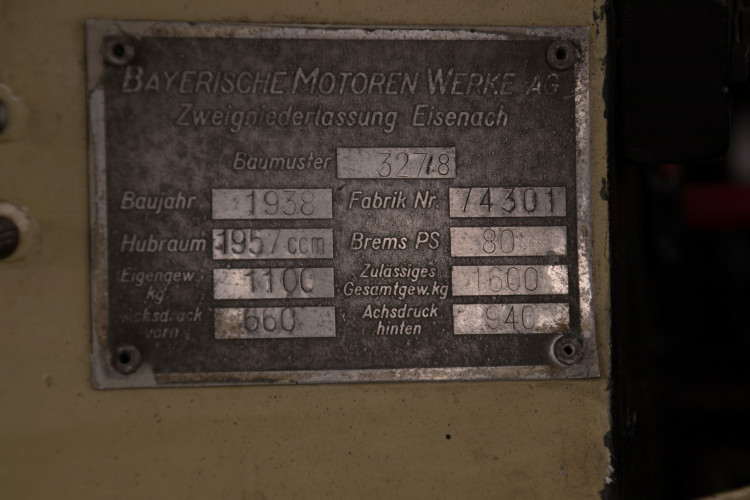 BAYERISCHE MOTOREN WERKE AG
Zweigniederlassung Eisenach
Baumuster 327/8
Baujahr 1938 Fabrik Nr. 74301
Hubraum 1957 ccm Brems PS 80
Eigengew. kg 1100 Zulässiges Gesamtgew.kg 1600
Achsdruck vorn 660 Achsdruck hinten 940